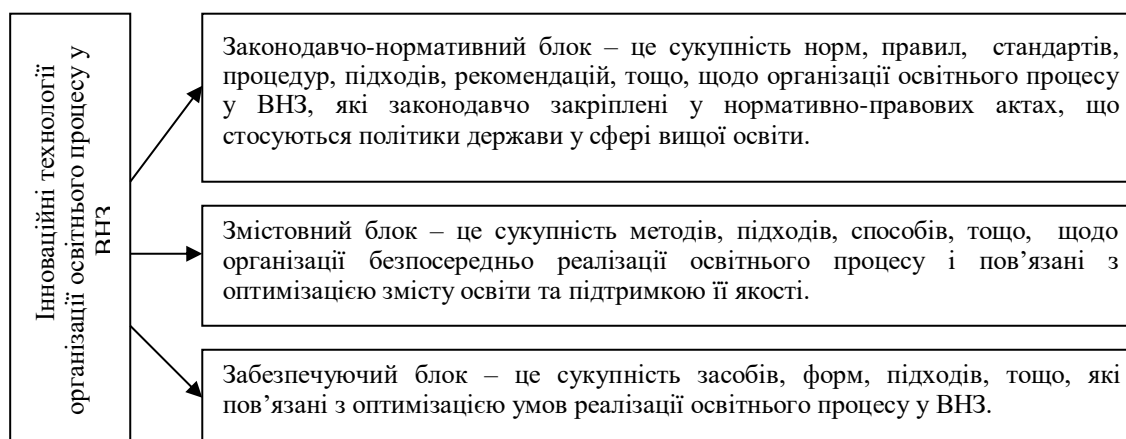 Інноваційні технології
організації освітнього процесу у
ВНЗ
Законодавчо-нормативний блок – це сукупність норм, правил, стандартів,
процедур, підходів, рекомендацій, тощо, щодо організації освітнього процесу
у ВНЗ, які законодавчо закріплені у нормативно-правових актах, що
стосуються політики держави у сфері вищої освіти.
Змістовний блок – це сукупність методів, підходів, способів, тощо, щодо
організації безпосередньо реалізації освітнього процесу і пов’язані з
оптимізацією змісту освіти та підтримкою її якості.
Забезпечуючий блок – це сукупність засобів, форм, підходів, тощо, які
пов’язані з оптимізацією умов реалізації освітнього процесу у ВНЗ.